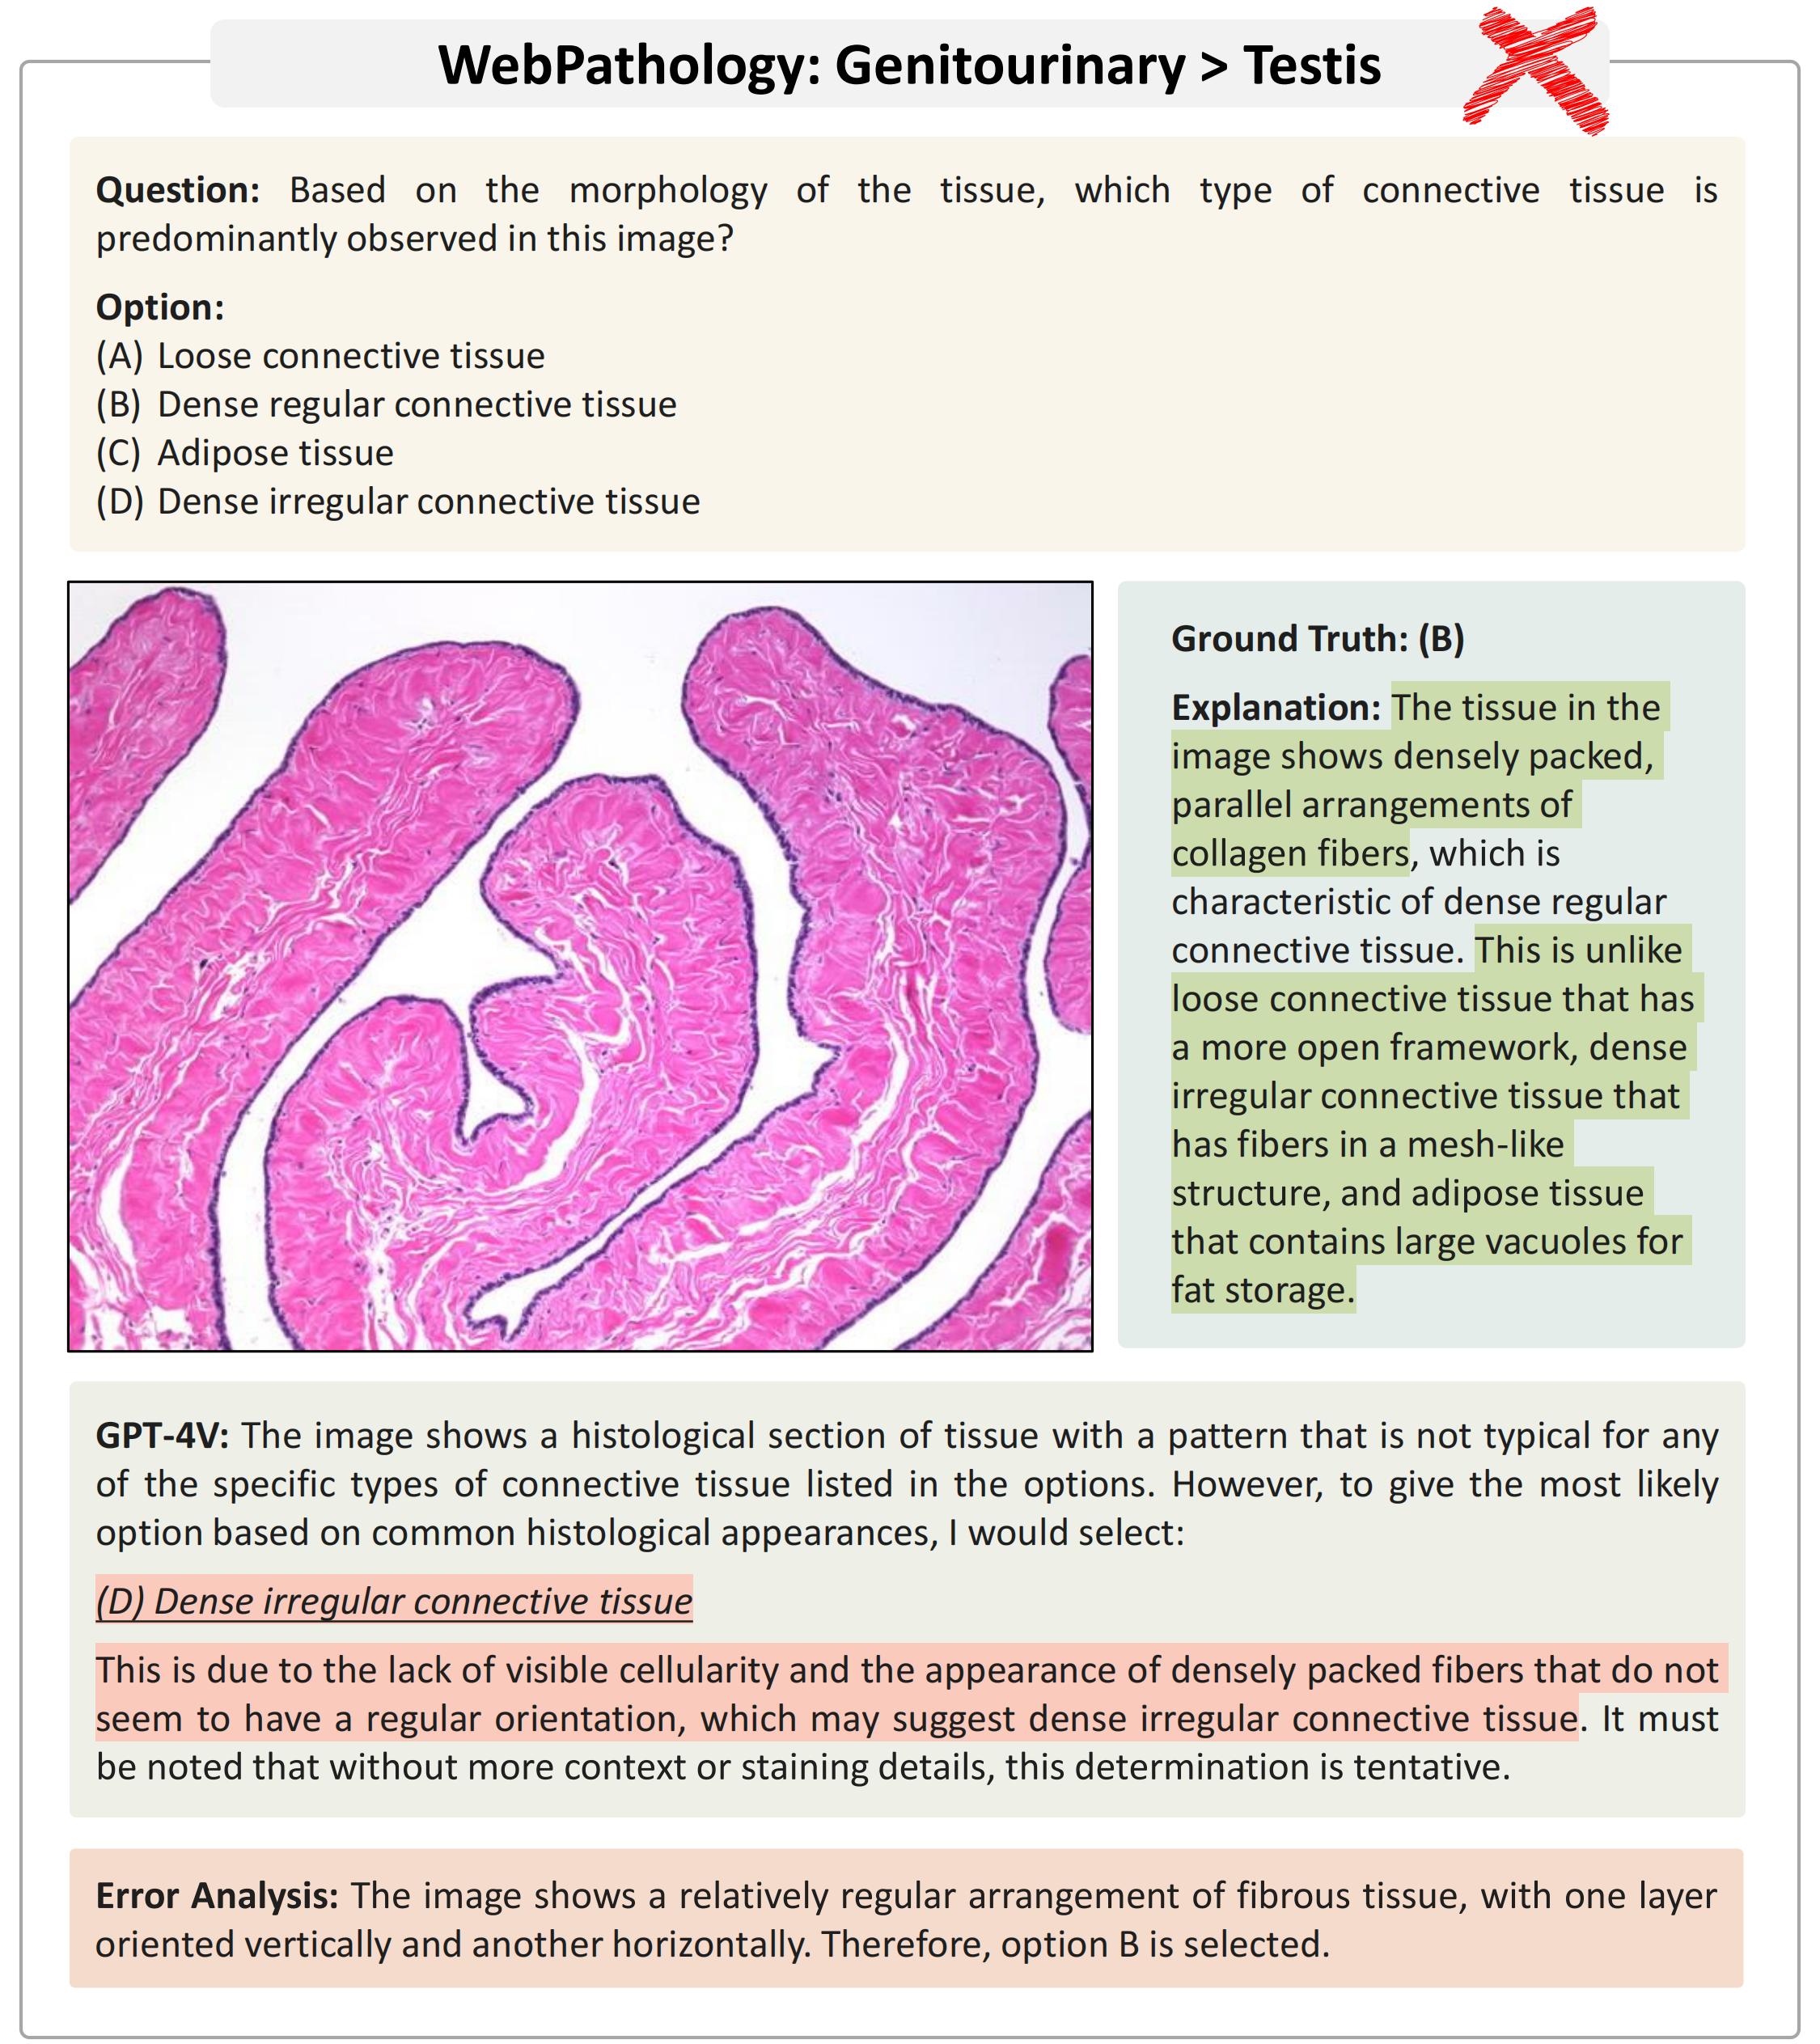 WebPathology: Genitourinary > Testis
Question: Based on the morphology of the tissue, which type of connective tissue is
predominantly observed in this image?
Option:
(A) Loose connective tissue
(B) Dense regular connective tissue
(C) Adipose tissue
(D) Dense irregular connective tissue
Ground Truth: (B)
Explanation: The tissue in the
image shows densely packed,
parallel arrangements of
collagen fibers, which is
characteristic of dense regular
connective tissue. This is unlike
loose connective tissue that has
a more open framework, dense
irregular connective tissue that
has fibers in a mesh-like
structure, and adipose tissue
that contains large vacuoles for
fat storage.
GPT-4V: The image shows a histological section of tissue with a pattern that is not typical for any
of the specific types of connective tissue listed in the options. However, to give the most likely
option based on common histological appearances, I would select:
(D) Dense irregular connective tissue
This is due to the lack of visible cellularity and the appearance of densely packed fibers that do not
seem to have a regular orientation, which may suggest dense irregular connective tissue. It must
be noted that without more context or staining details, this determination is tentative.
Error Analysis: The image shows a relatively regular arrangement of fibrous tissue, with one layer
oriented vertically and another horizontally. Therefore, option B is selected.